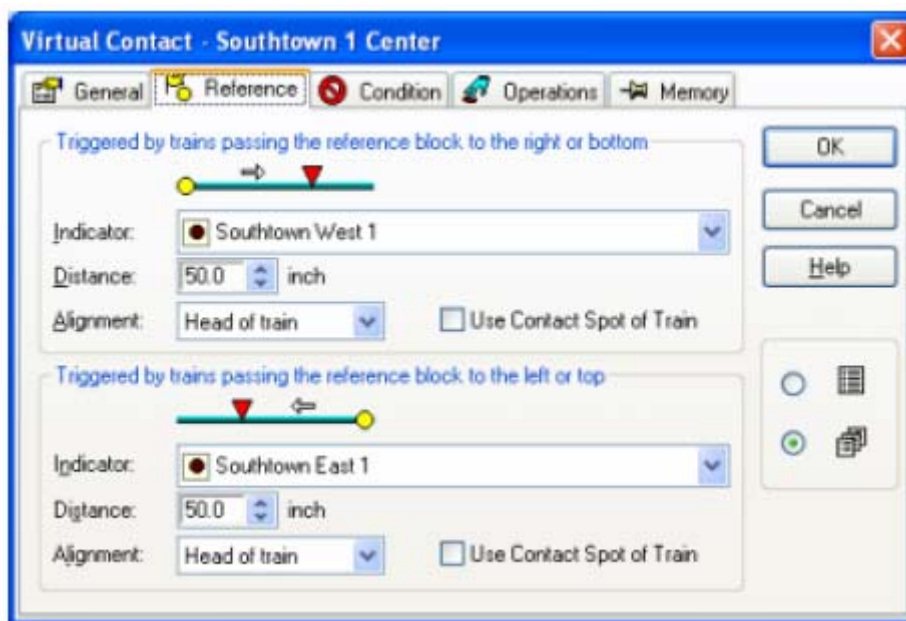 Virtual Contact - Southtown 1 Center
General Reference Condition Operations Memory
Triggered by trains passing the reference block to the right or bottom
Indicator: Southtown West 1
Distance: 50.0 inch
Alignment: Head of train Use Contact Spot of Train
Triggered by trains passing the reference block to the left or top
Indicator: Southtown East 1
Distance: 50.0 inch
Alignment: Head of train Use Contact Spot of Train
OK
Cancel
Help